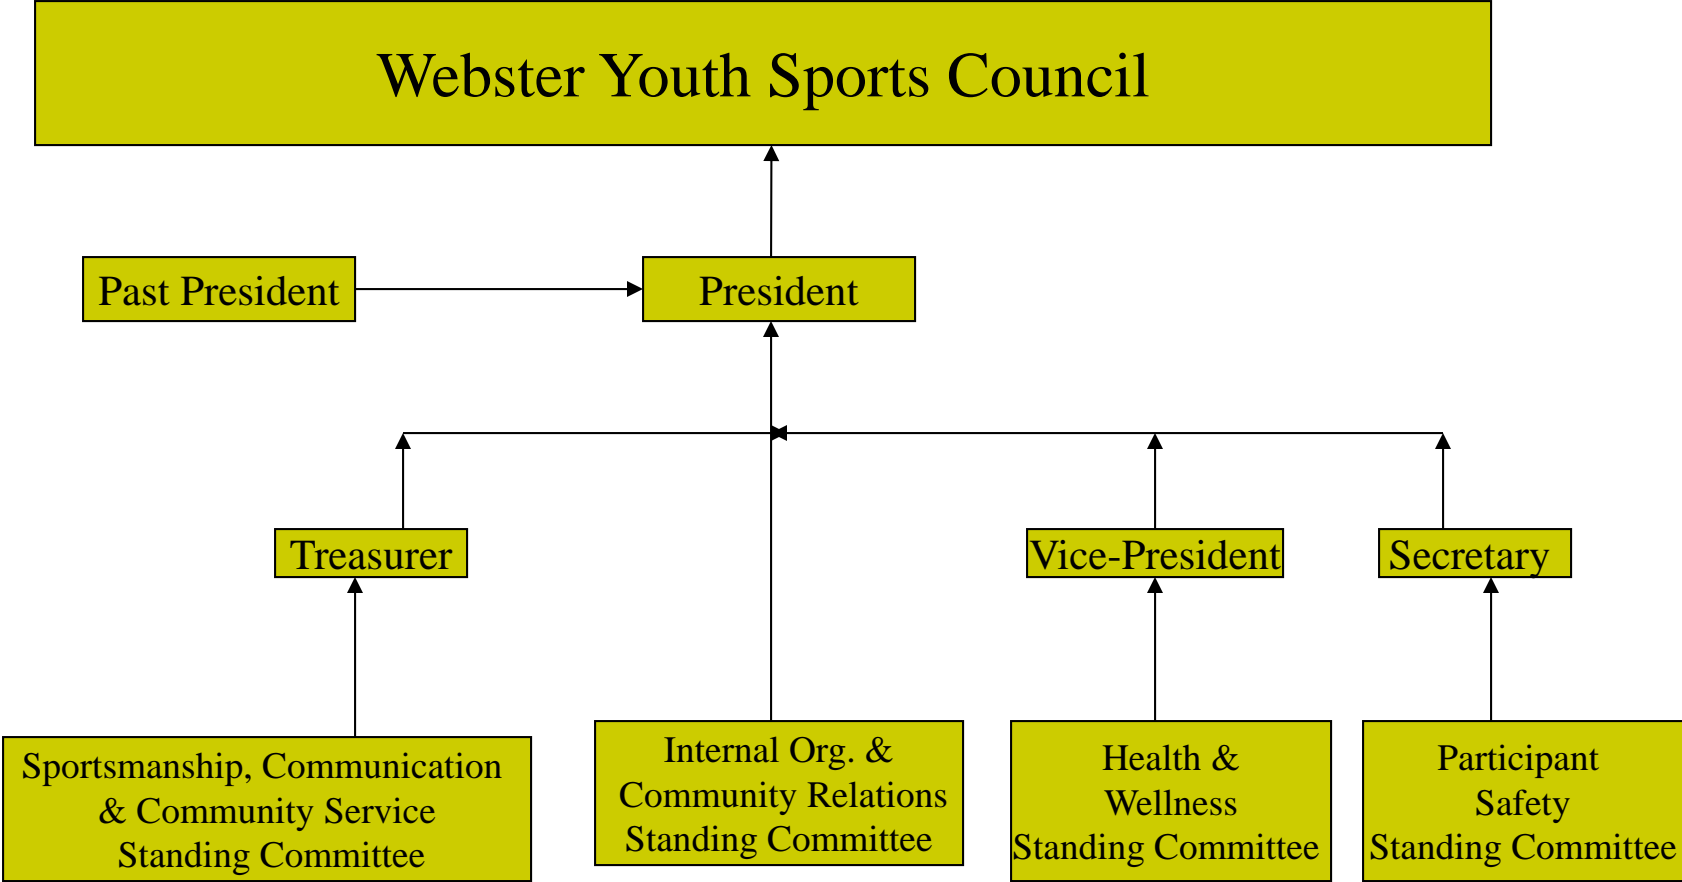 Webster Youth Sports Council
Past President
President
Treasurer
Vice-President
Secretary
Sportsmanship, Communication
& Community Service
Standing Committee
Internal Org. &
Community Relations
Standing Committee
Health &
Wellness
Standing Committee
Participant
Safety
Standing Committee